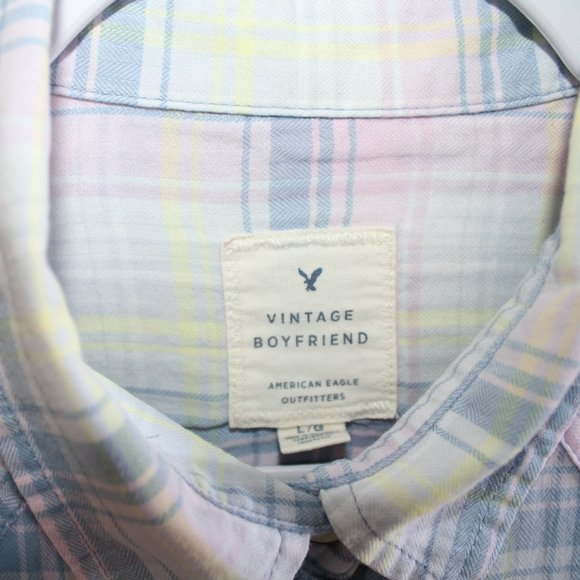 VINTAGE
BOYFRIEND
AMERICAN EAGLE
OUTFITTERS
L/G